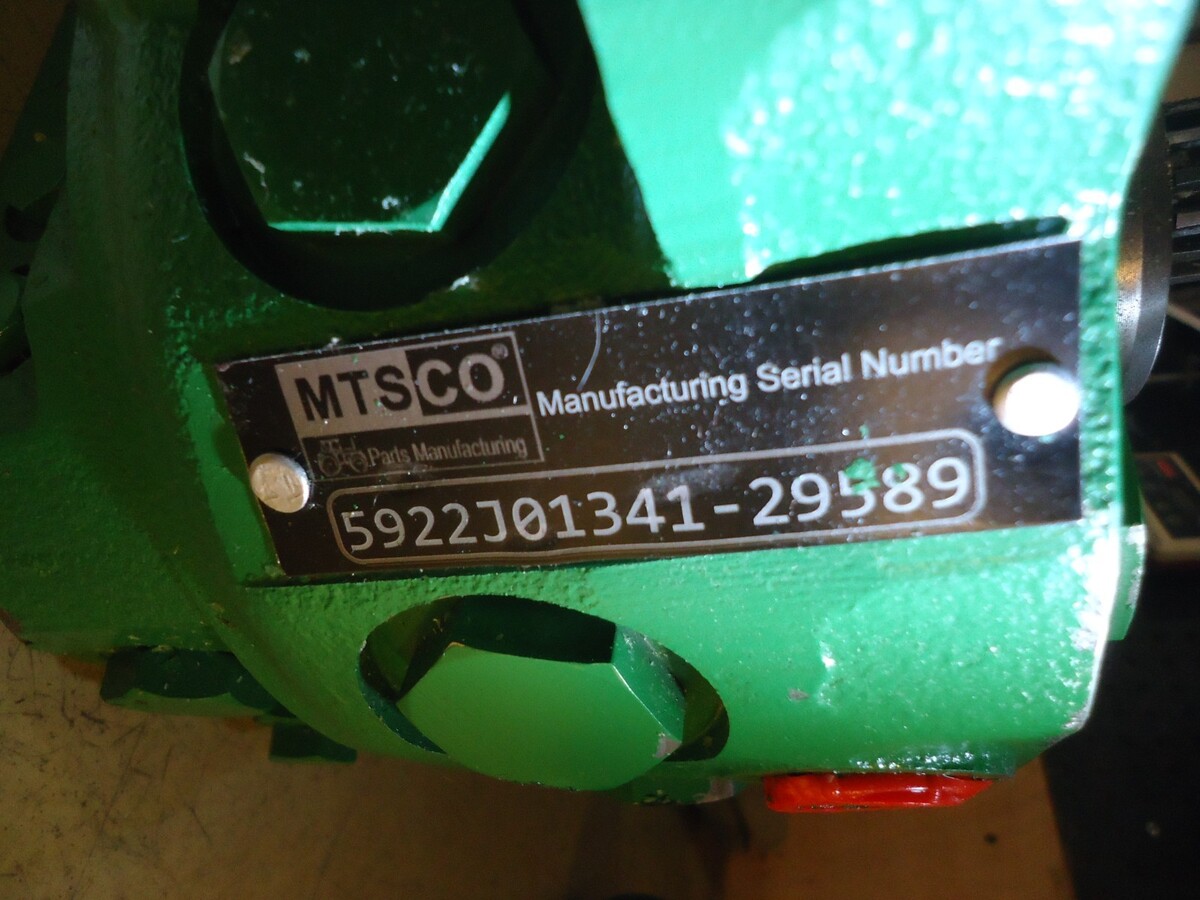 MTSCO®
Parts Manufacturing
Manufacturing Serial Number
5922J01341-29589